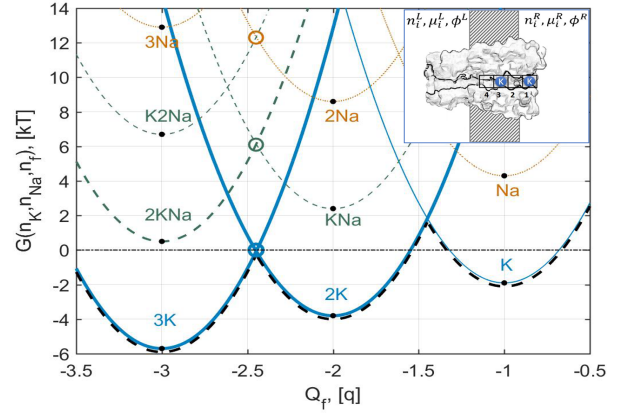 14
12
10
8
6
4
2
0
-2
-4
-6
G(n_K,n_Na,n_f), [kT]
3Na
K2Na
2KNa
3K
2Na
KNa
2K
Na
K
n_i^L, μ_i^L, ϕ^L n_i^R, μ_i^R, ϕ^R
K K
4 3 2 1
-3.5 -3 -2.5 -2 -1.5 -1 -0.5
Q_f, [q]